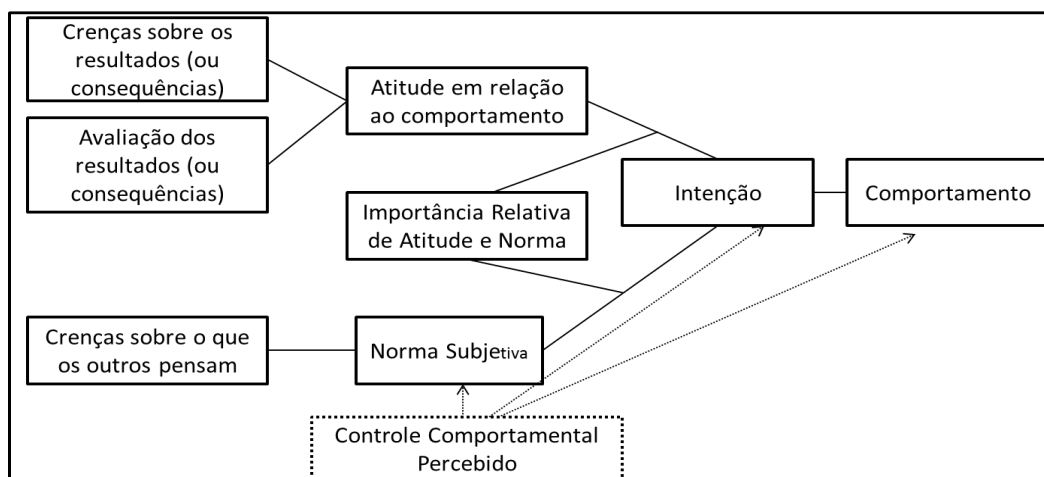 Crenças sobre os
resultados (ou
consequências)
Avaliação dos
resultados (ou
consequências)
Atitude em relação
ao comportamento
Importância Relativa
de Atitude e Norma
Intenção
Comportamento
Crenças sobre o que
os outros pensam
Norma Subjetiva
Controle Comportamental
Percebido